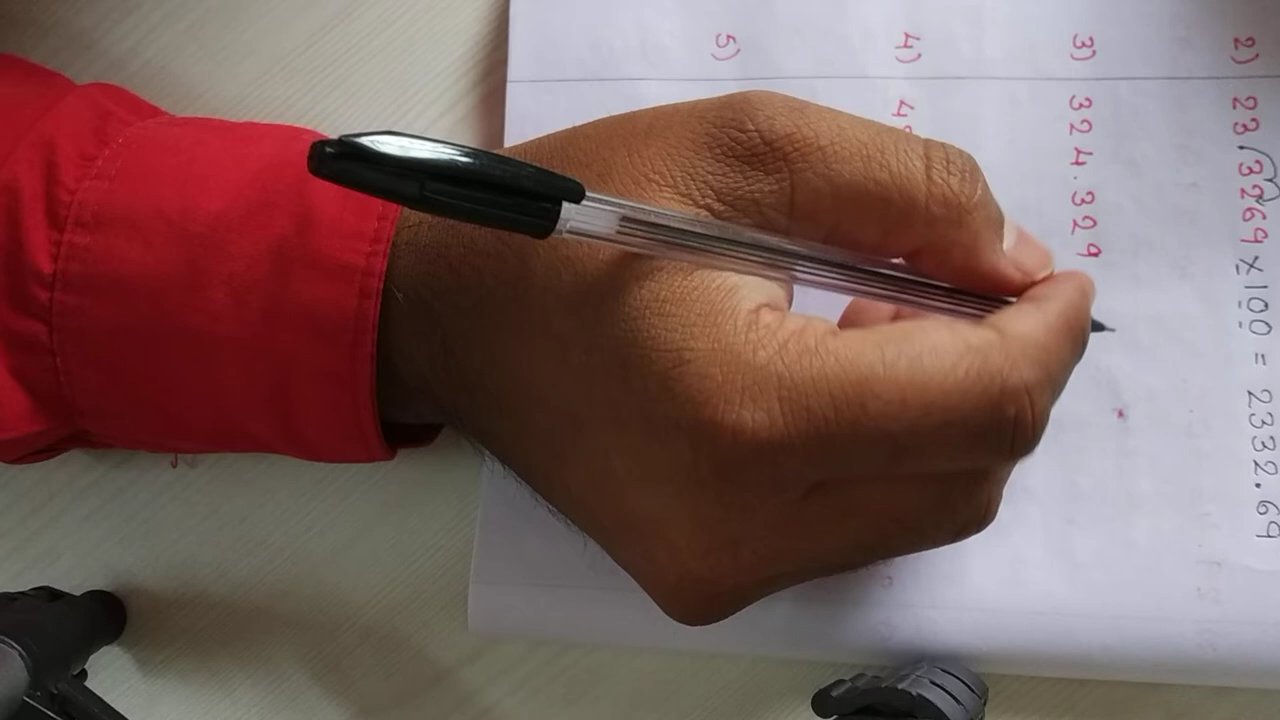 2) 23.3269 × 100 = 2332.69
3) 324.329
4)
5)